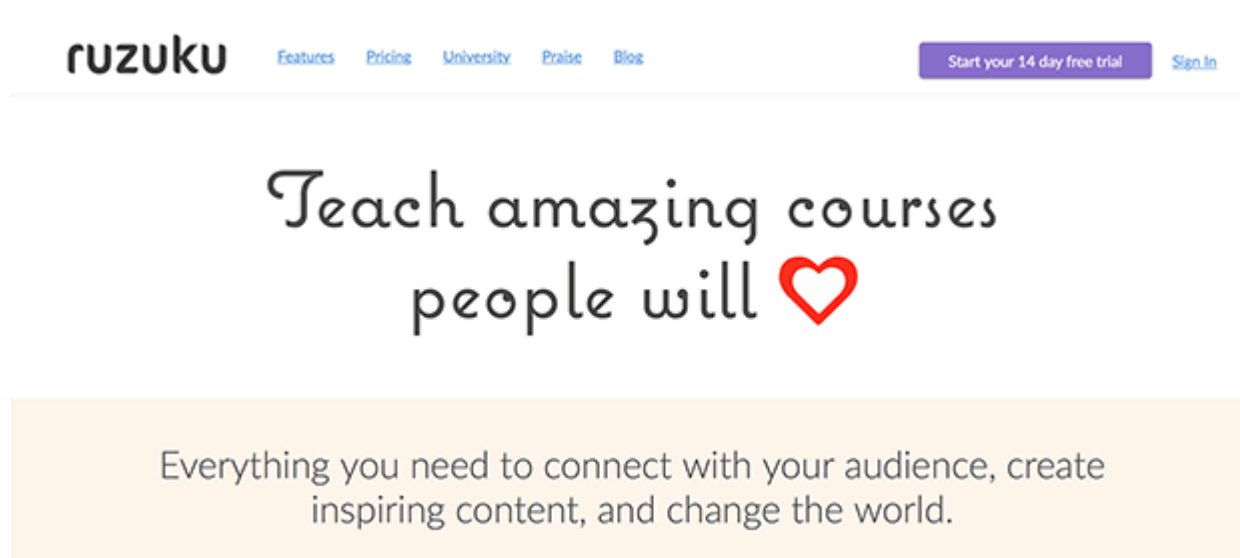 ruzuku
Features Pricing University Praise Blog
Start your 14 day free trial
Sign In
Teach amazing courses
people will
Everything you need to connect with your audience, create
inspiring content, and change the world.